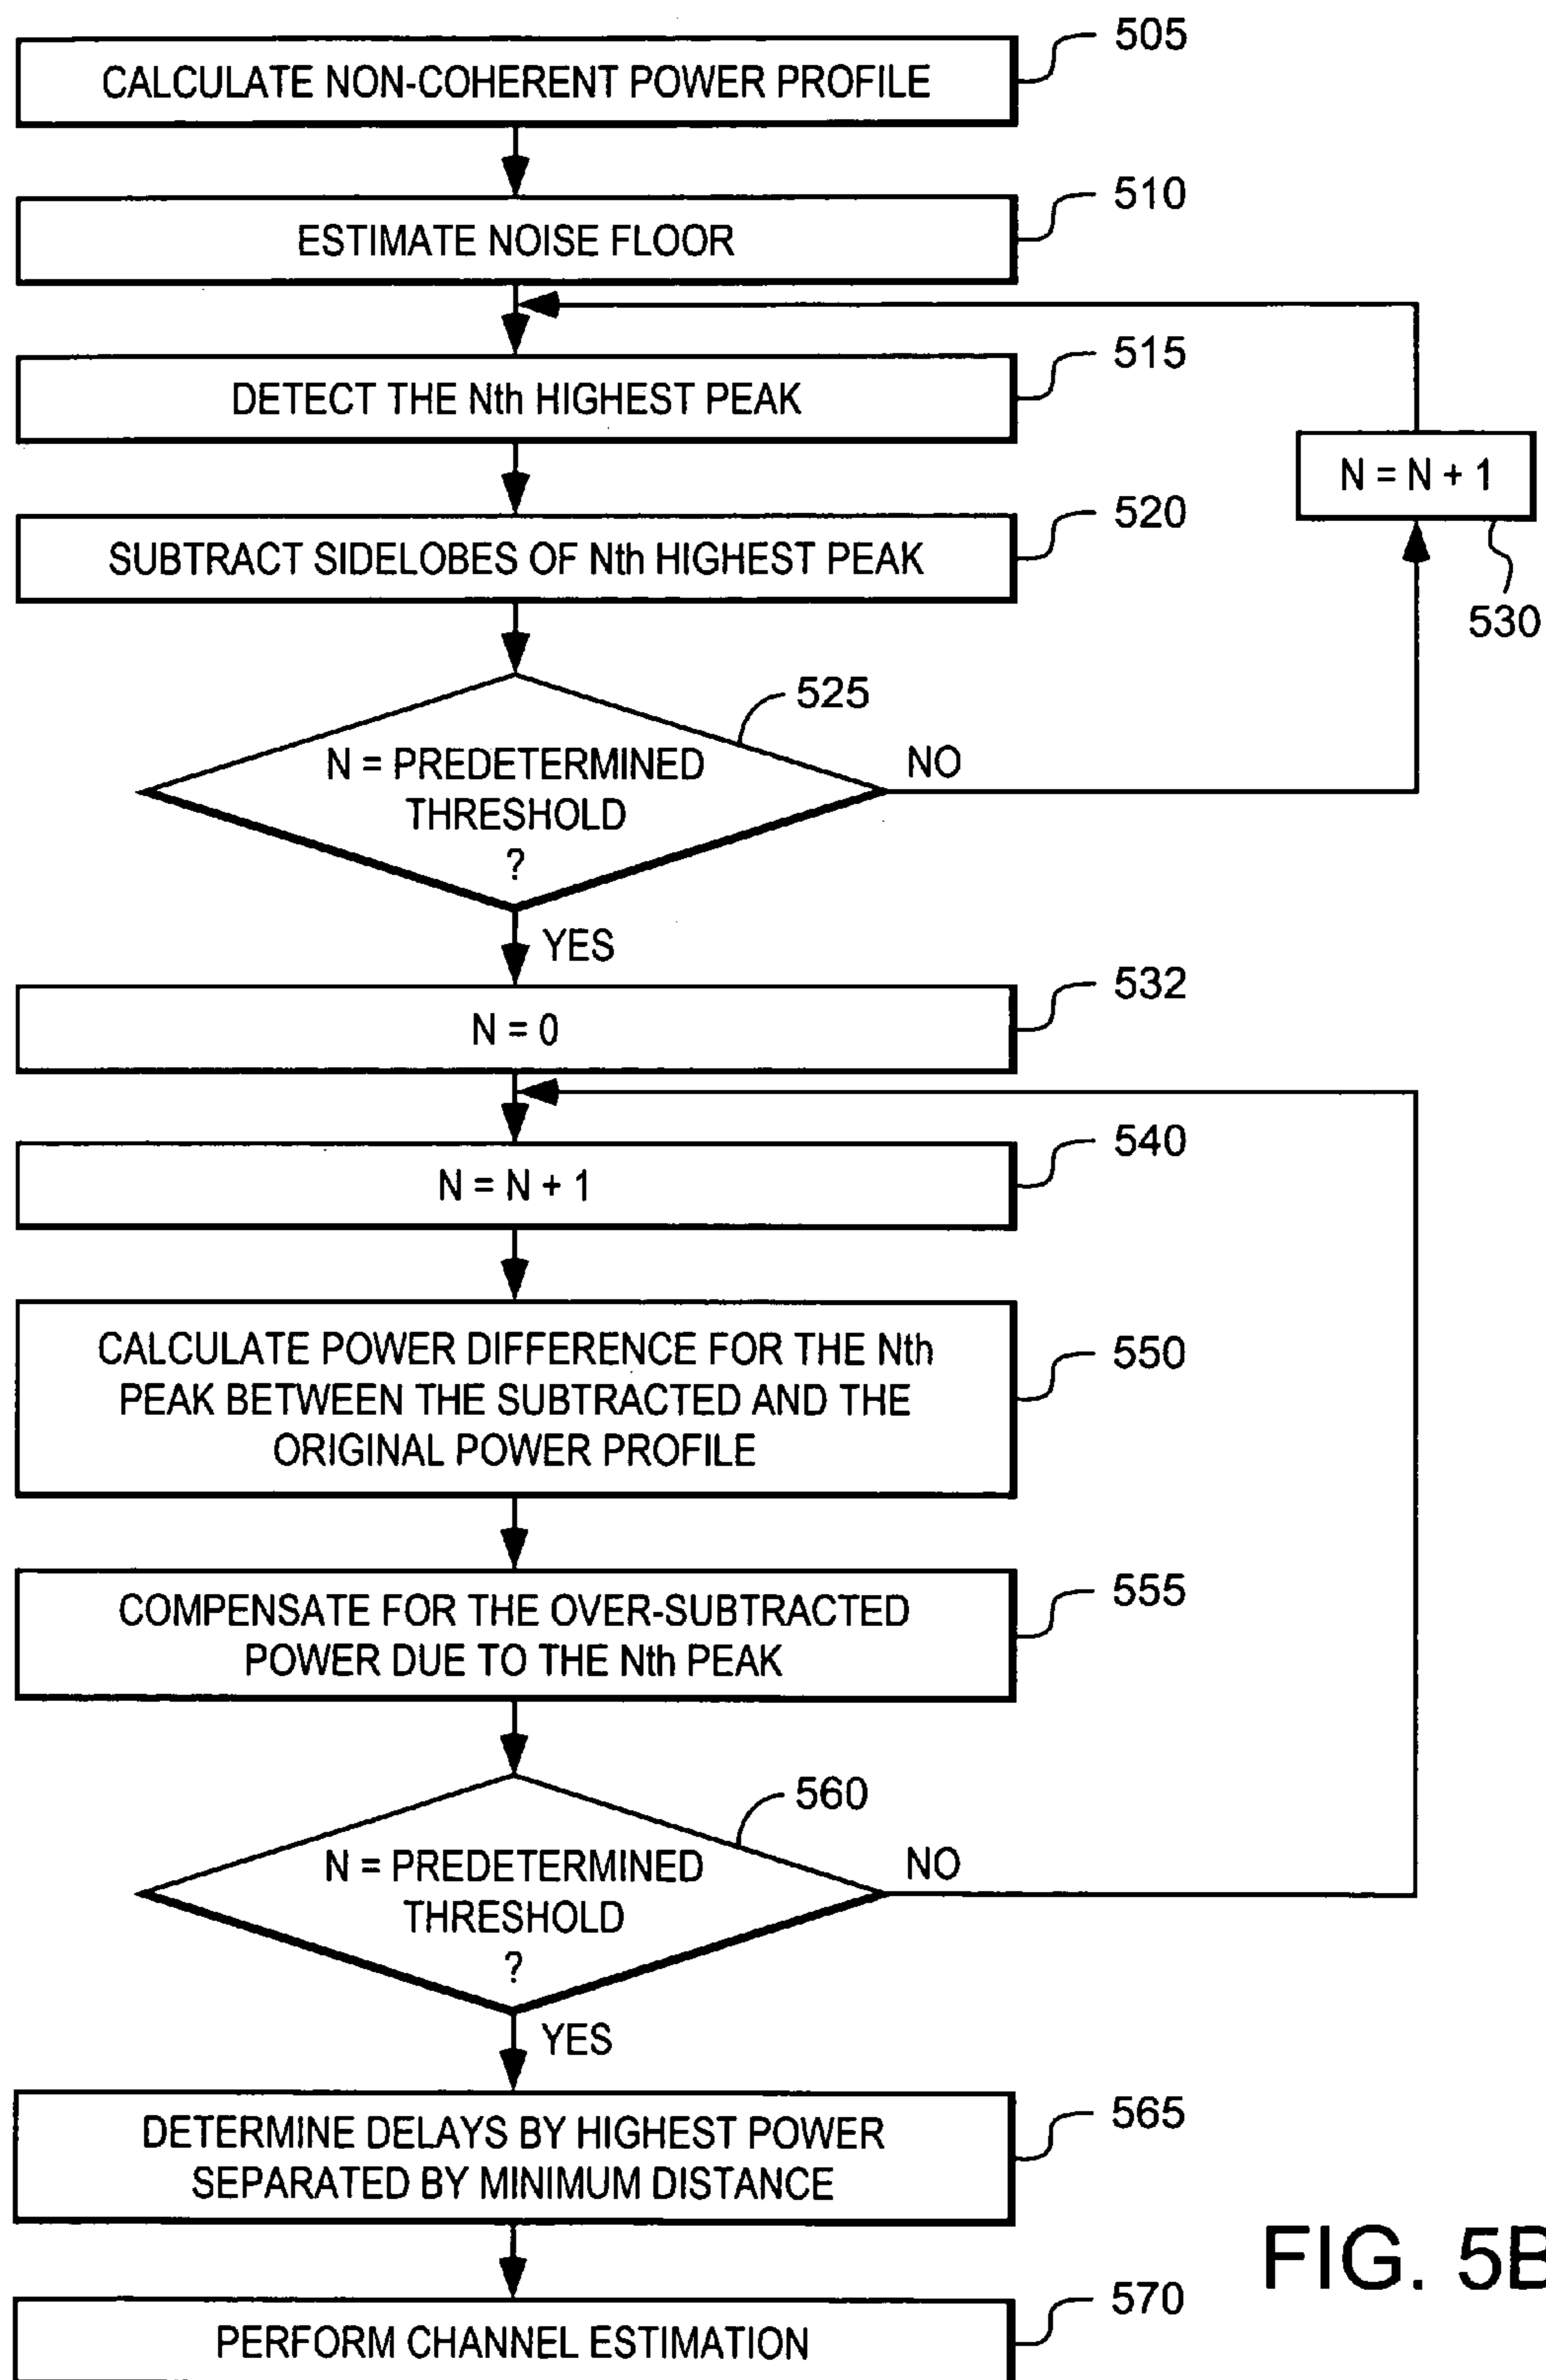 505
CALCULATE NON-COHERENT POWER PROFILE
510
ESTIMATE NOISE FLOOR
515
DETECT THE Nth HIGHEST PEAK
N = N + 1
530
520
SUBTRACT SIDELOBES OF Nth HIGHEST PEAK
525
N = PREDETERMINED
THRESHOLD
?
NO
YES
532
N = 0
540
N = N + 1
550
CALCULATE POWER DIFFERENCE FOR THE Nth
PEAK BETWEEN THE SUBTRACTED AND THE
ORIGINAL POWER PROFILE
555
COMPENSATE FOR THE OVER-SUBTRACTED
POWER DUE TO THE Nth PEAK
560
N = PREDETERMINED
THRESHOLD
?
NO
YES
565
DETERMINE DELAYS BY HIGHEST POWER
SEPARATED BY MINIMUM DISTANCE
570
PERFORM CHANNEL ESTIMATION
FIG. 5B